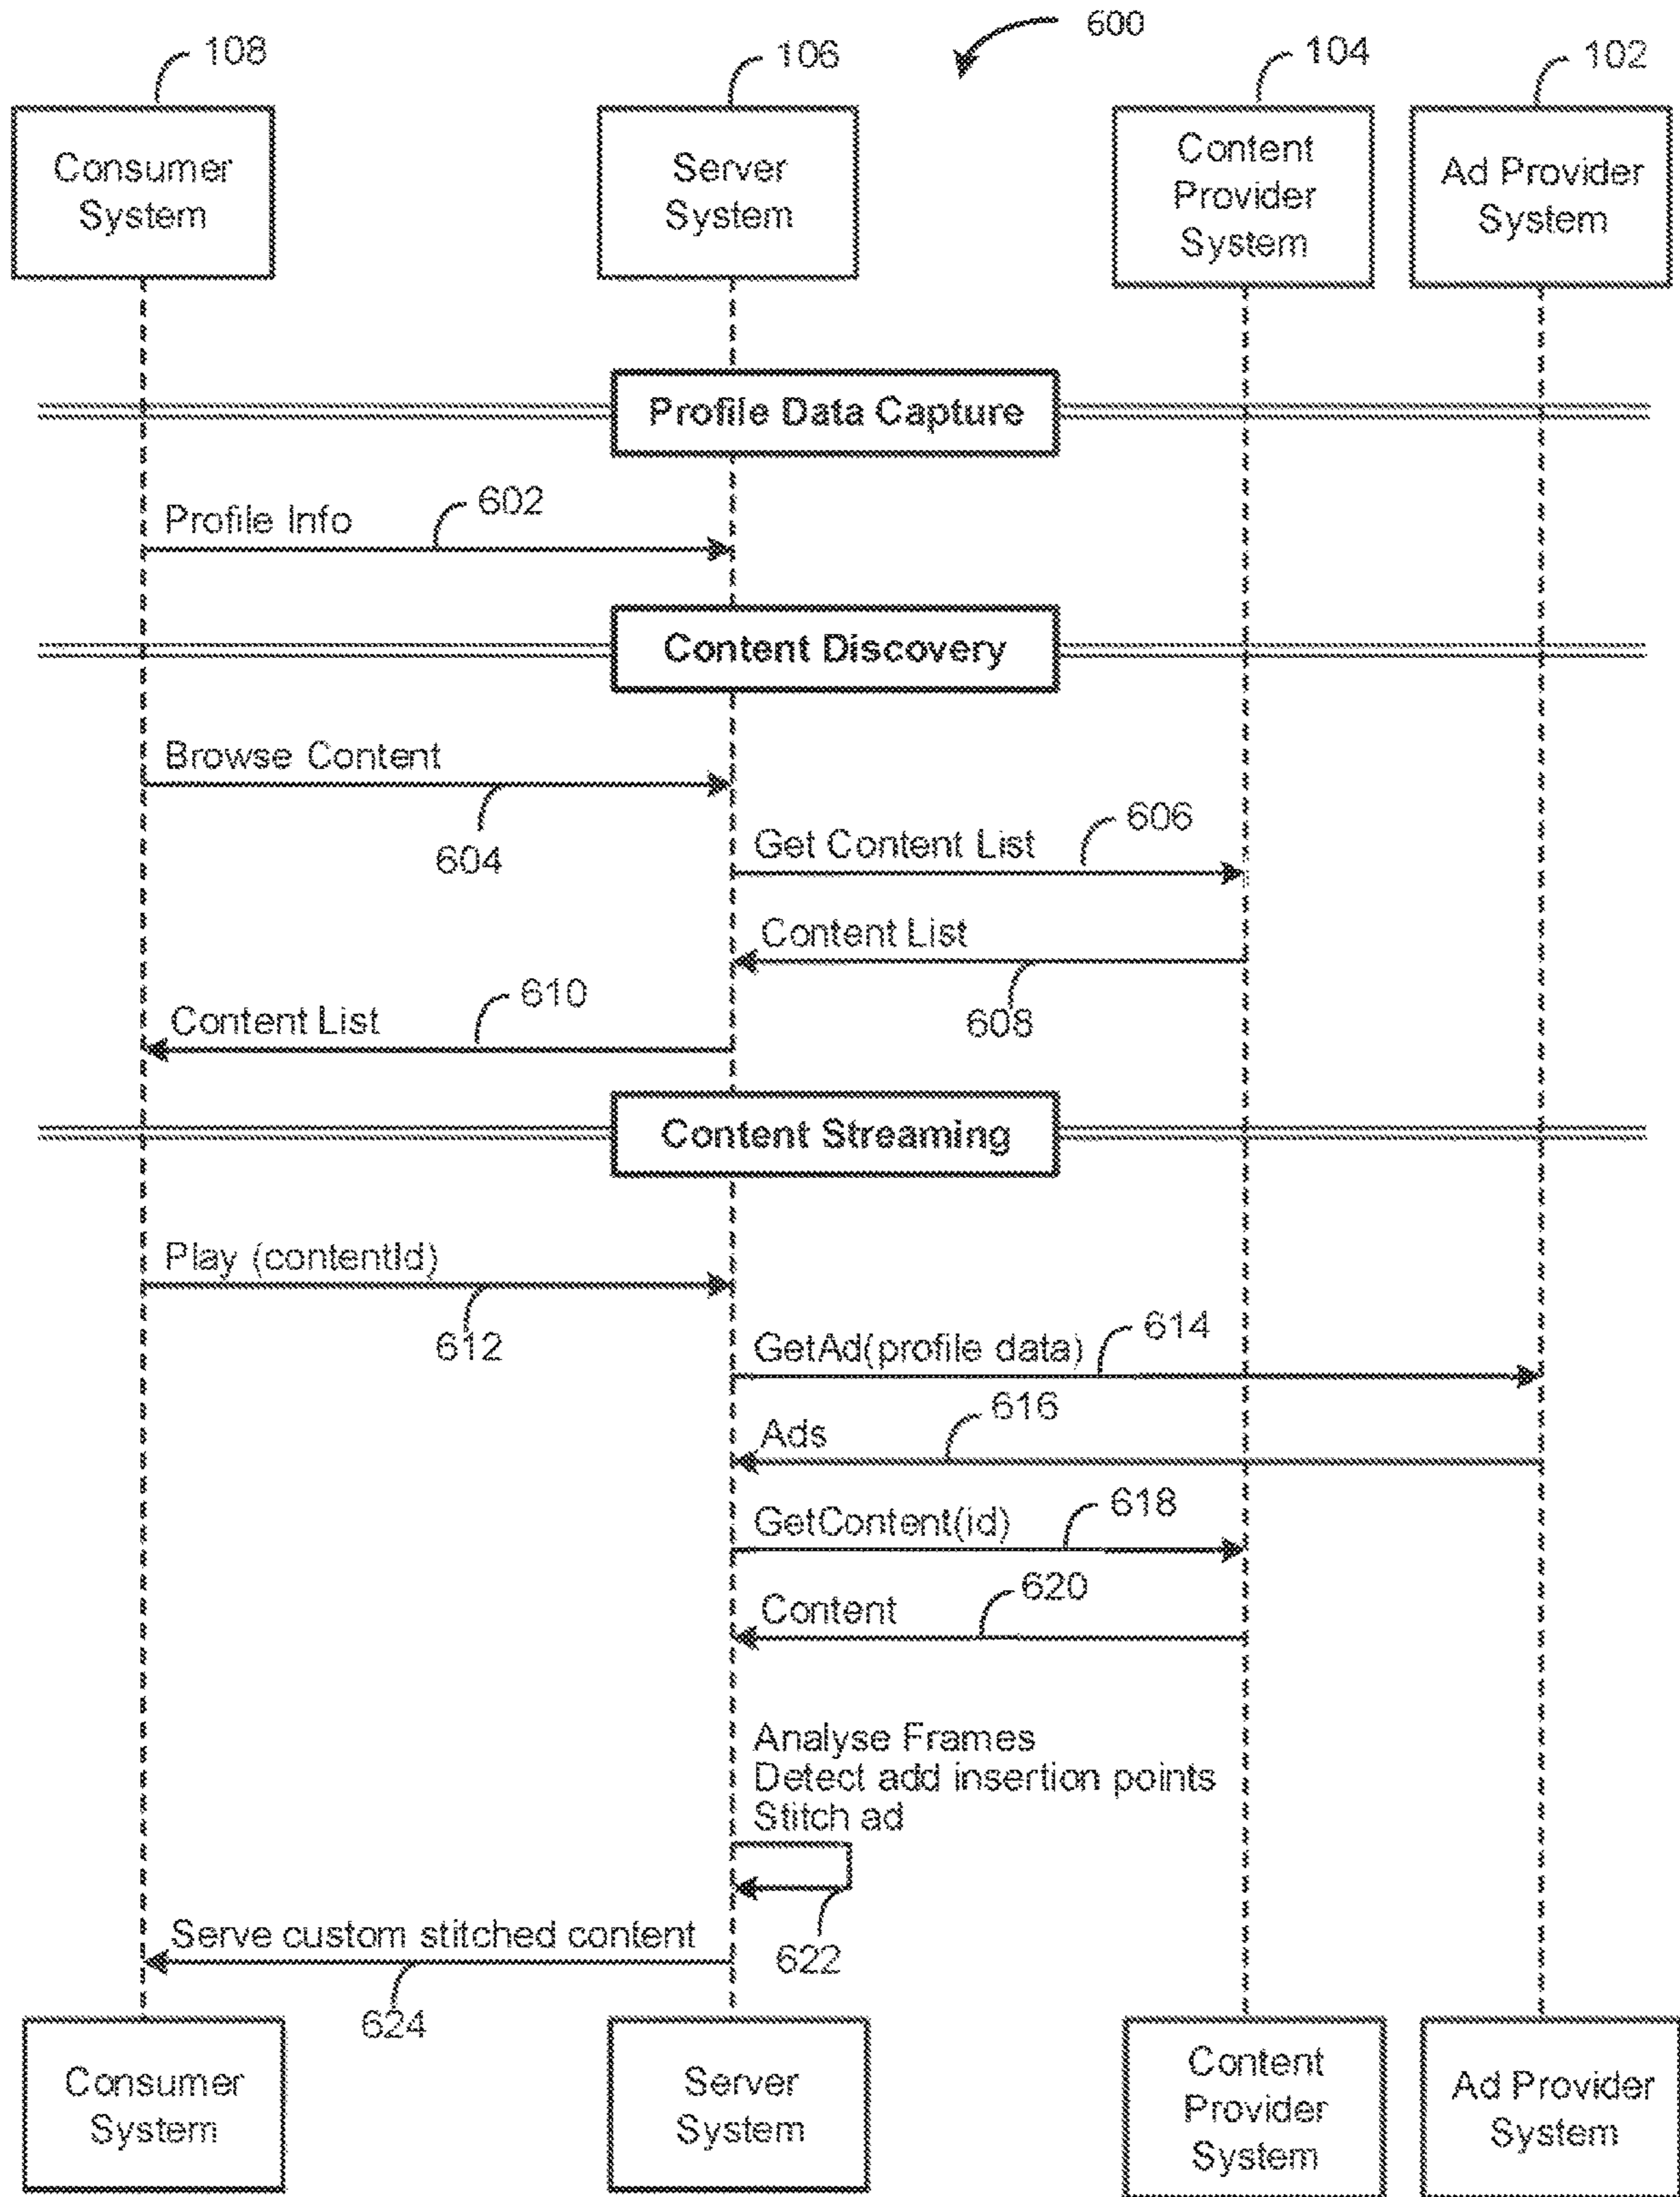 600
108
106
104
102
Consumer
System
Server
System
Content
Provider
System
Ad Provider
System
Profile Data Capture
Profile Info
602
Content Discovery
Browse Content
604
Get Content List
606
Content List
608
Content List
610
Content Streaming
Play (contentId)
612
GetAd(profile data)
614
Ads
616
GetContent(id)
618
Content
620
Analyse Frames
Detect add insertion points
Stitch ad
622
Serve custom stitched content
624
Consumer
System
Server
System
Content
Provider
System
Ad Provider
System